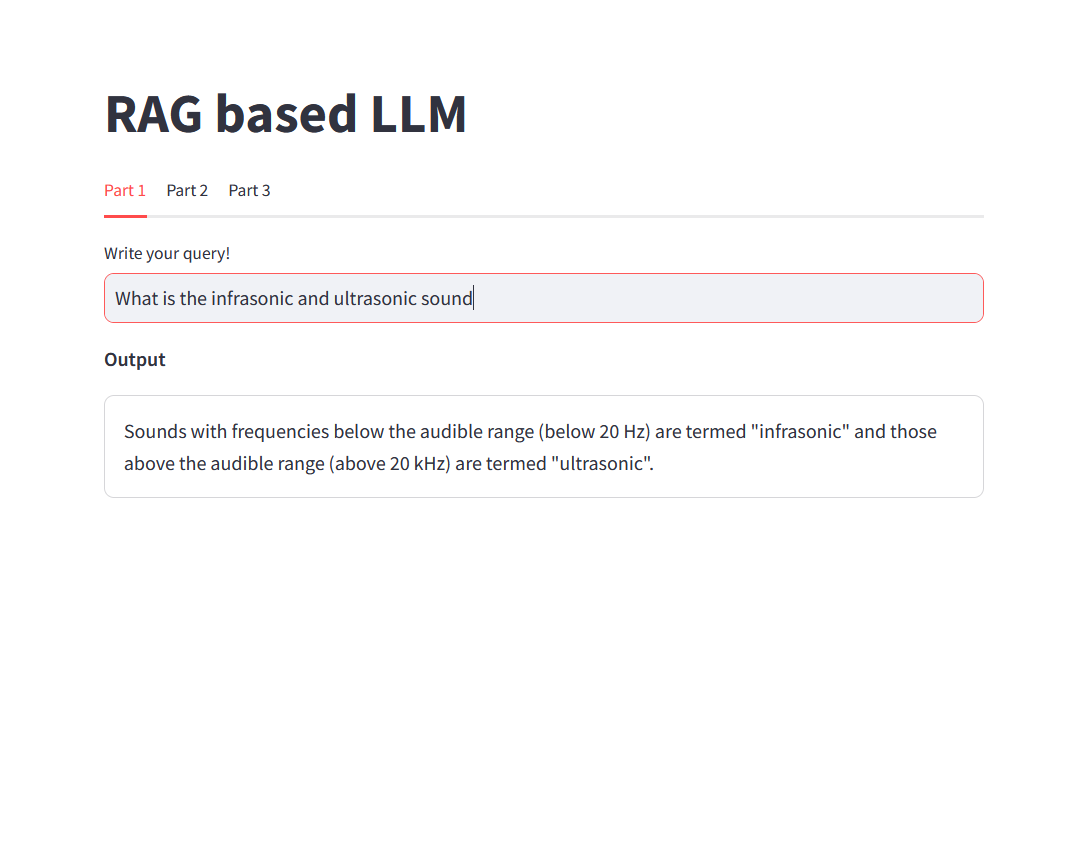 RAG based LLM
Part 1 Part 2 Part 3
Write your query!
What is the infrasonic and ultrasonic sound
Output
Sounds with frequencies below the audible range (below 20 Hz) are termed "infrasonic" and those
above the audible range (above 20 kHz) are termed "ultrasonic".